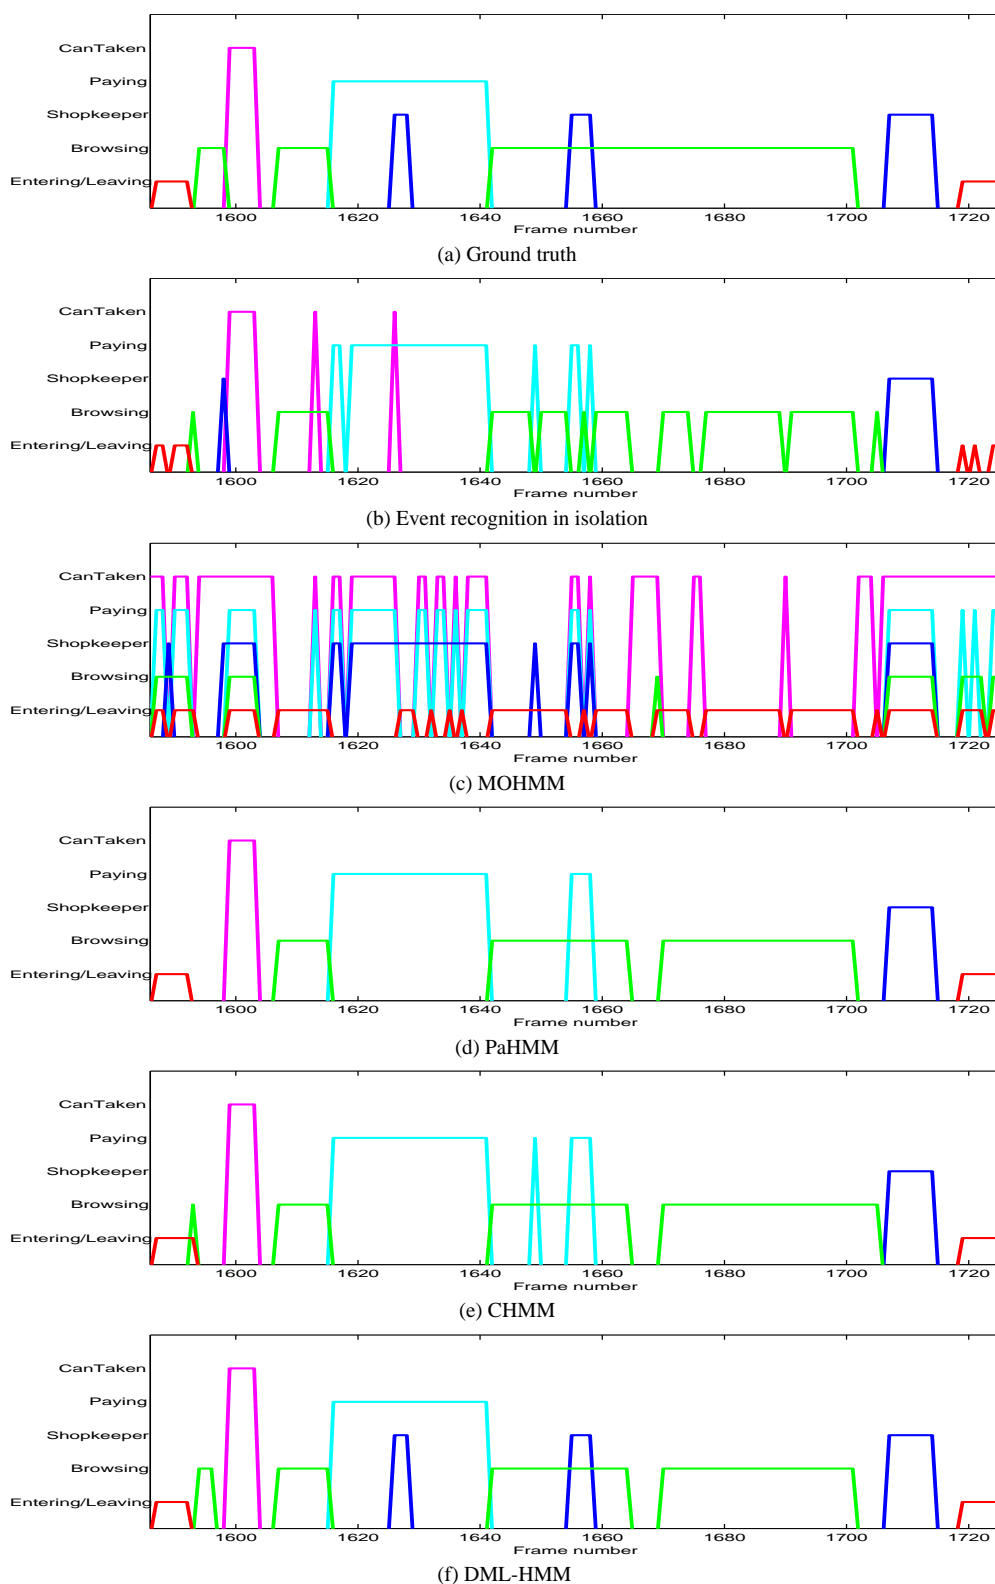 CanTaken
Paying
Shopkeeper
Browsing
Entering/Leaving
1600 1620 1640 1660 1680 1700 1720
Frame number
(a) Ground truth
CanTaken
Paying
Shopkeeper
Browsing
Entering/Leaving
1600 1620 1640 1660 1680 1700 1720
Frame number
(b) Event recognition in isolation
CanTaken
Paying
Shopkeeper
Browsing
Entering/Leaving
1600 1620 1640 1660 1680 1700 1720
Frame number
(c) MOHMM
CanTaken
Paying
Shopkeeper
Browsing
Entering/Leaving
1600 1620 1640 1660 1680 1700 1720
Frame number
(d) PaHMM
CanTaken
Paying
Shopkeeper
Browsing
Entering/Leaving
1600 1620 1640 1660 1680 1700 1720
Frame number
(e) CHMM
CanTaken
Paying
Shopkeeper
Browsing
Entering/Leaving
1600 1620 1640 1660 1680 1700 1720
Frame number
(f) DML-HMM